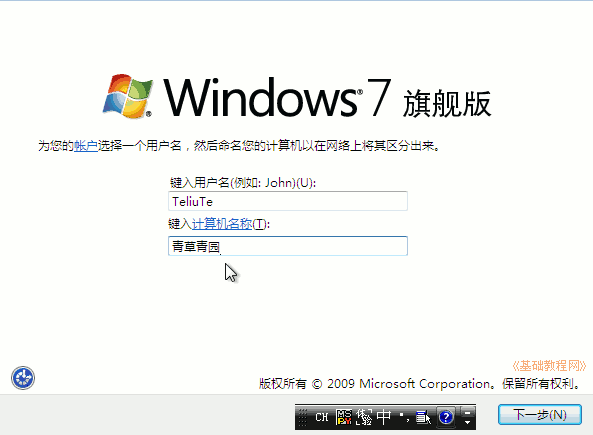 Windows® 7 旗舰版
为您的帐户选择一个用户名，然后命名您的计算机以在网络上将其区分出来。
键入用户名(例如: John)(U):
TeliuTe
键入计算机名称(T):
青草青园
《基础教程网》
版权所有 © 2009 Microsoft Corporation。保留所有权利。
CH 中
下一步(N)